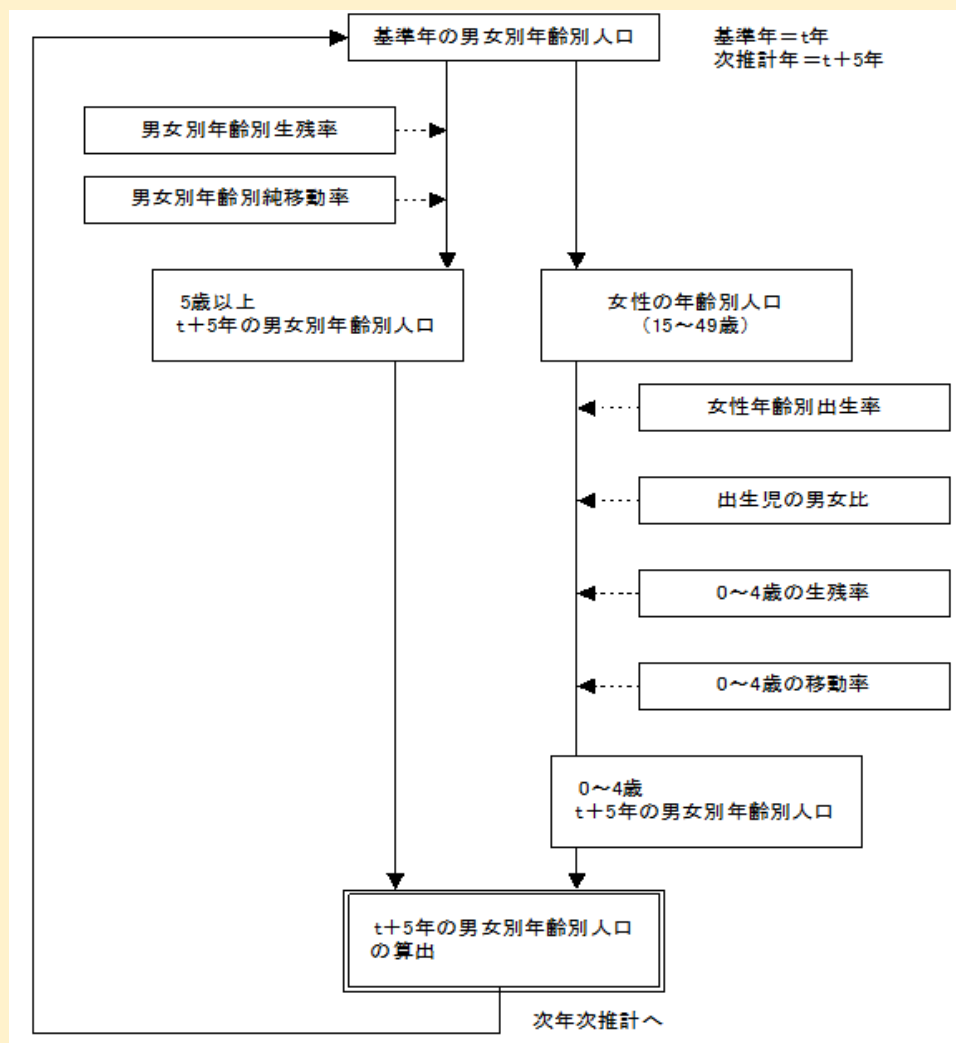 基準年の男女別年齢別人口
基準年＝t年
次推計年＝t＋5年
男女別年齢別生残率
男女別年齢別純移動率
5歳以上
t＋5年の男女別年齢別人口
女性の年齢別人口
（15～49歳）
女性年齢別出生率
出生児の男女比
0～4歳の生残率
0～4歳の移動率
0～4歳
t＋5年の男女別年齢別人口
t＋5年の男女別年齢別人口
の算出
次年次推計へ